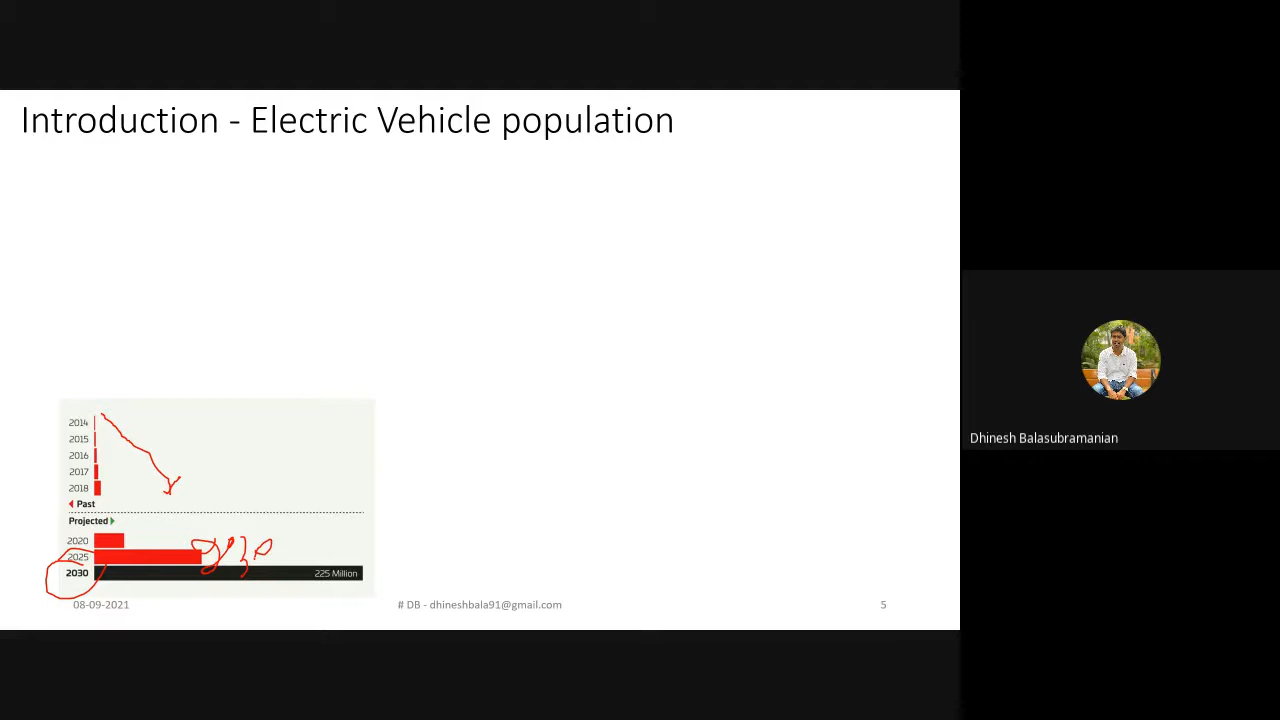 Introduction - Electric Vehicle population
2014
2015
2016
2017
2018
Past
Projected
2020
2025
2030 225 Million
08-09-2021 # DB - dhineshbala91@gmail.com 5
Dhinesh Balasubramanian